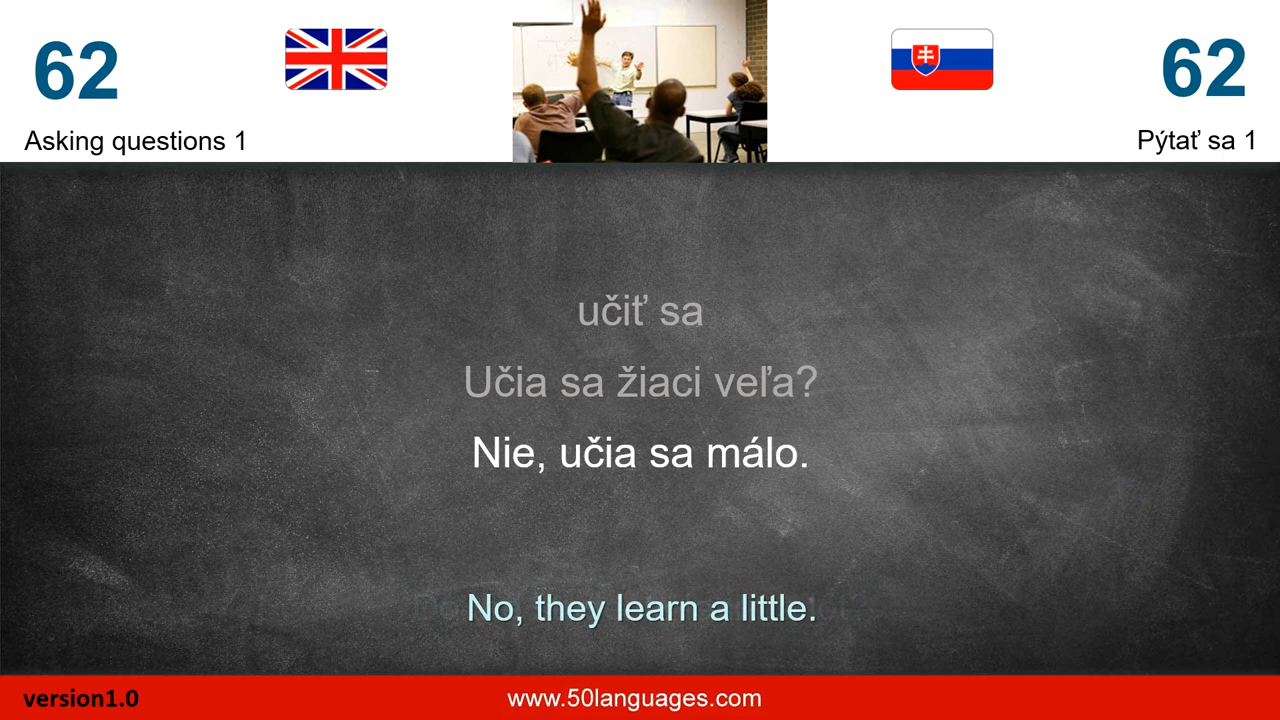 62
62
Asking questions 1
Pýtať sa 1
učiť sa
Učia sa žiaci veľa?
Nie, učia sa málo.
No, they learn a little.
version1.0
www.50languages.com